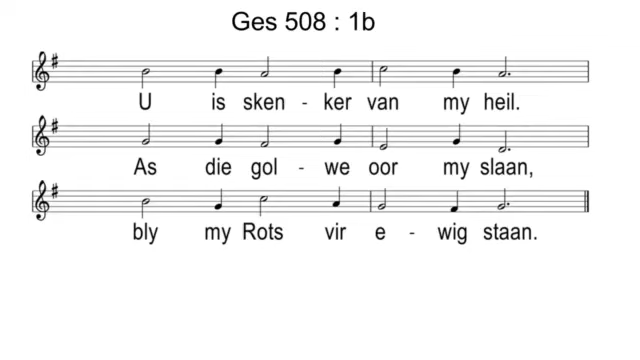 Ges 508 : 1b
U is sken - ker van my heil.
As die gol - we oor my slaan,
bly my Rots vir e - wig staan.